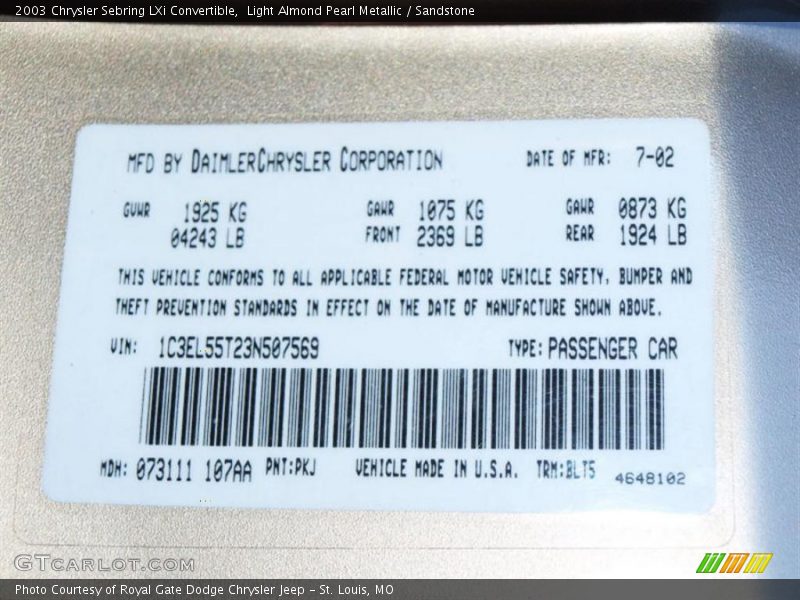 2003 Chrysler Sebring LXi Convertible,  Light Almond Pearl Metallic / Sandstone
MFD BY DAIMLERCHRYSLER CORPORATION DATE OF MFR: 7-02
GVWR 1925 KG GAWR 1075 KG GAWR 0873 KG
04243 LB FRONT 2369 LB REAR 1924 LB
THIS VEHICLE CONFORMS TO ALL APPLICABLE FEDERAL MOTOR VEHICLE SAFETY, BUMPER AND
THEFT PREVENTION STANDARDS IN EFFECT ON THE DATE OF MANUFACTURE SHOWN ABOVE.
VIN: 1C3EL55T23N507569 TYPE: PASSENGER CAR
MDH: 073111 107AA PNT:PKJ VEHICLE MADE IN U.S.A. TRM:BLT5 4648102
GTCARLOT.COM
Photo Courtesy of Royal Gate Dodge Chrysler Jeep - St. Louis, MO